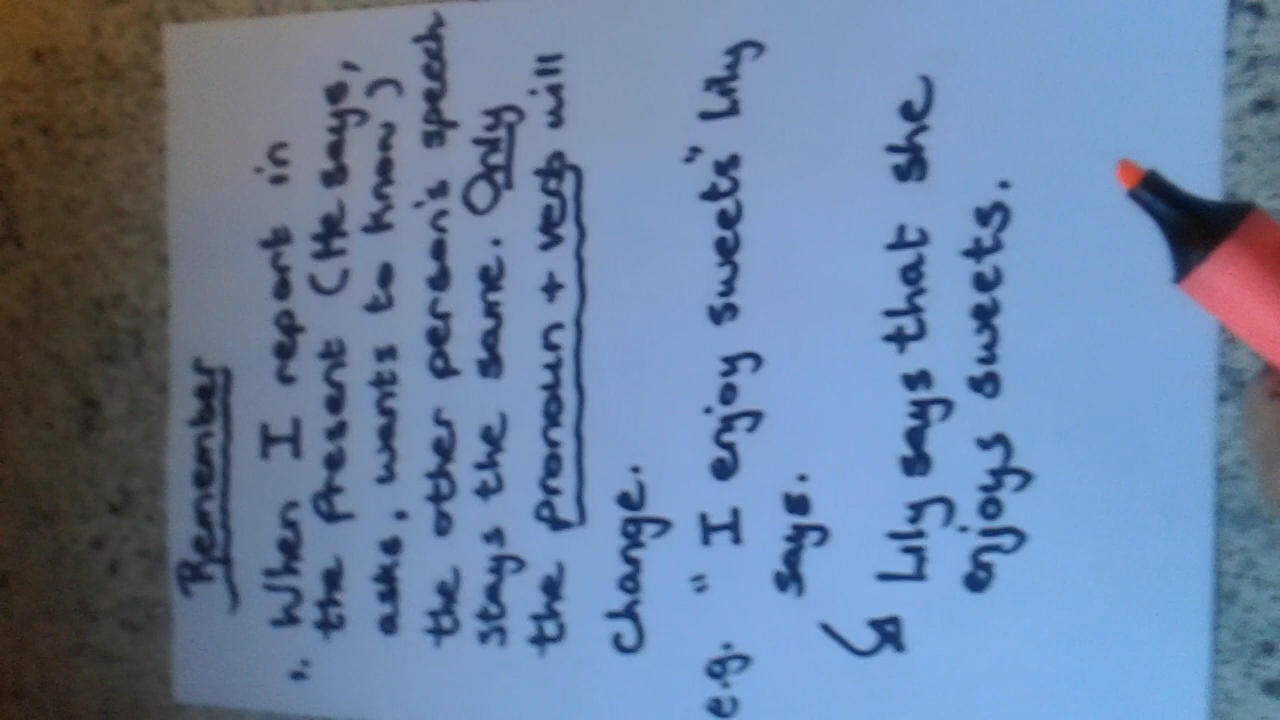 Remember
1. When I report in
the present (He says,
asks, wants to know)
the other person's speech
stays the same. Only
the pronoun + verb will
change.
e.g. " I enjoy sweets" Lily
says.
↳ Lily says that she
enjoys sweets.